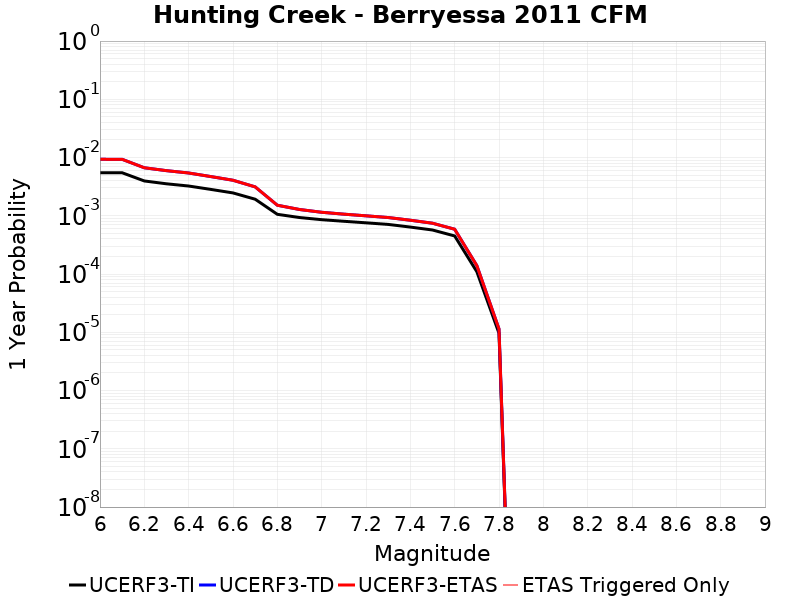 Hunting Creek - Berryessa 2011 CFM
10^0
10^-1
10^-2
10^-3
10^-4
10^-5
10^-6
10^-7
10^-8
1 Year Probability
6 6.2 6.4 6.6 6.8 7 7.2 7.4 7.6 7.8 8 8.2 8.4 8.6 8.8 9
Magnitude
UCERF3-TI UCERF3-TD UCERF3-ETAS ETAS Triggered Only